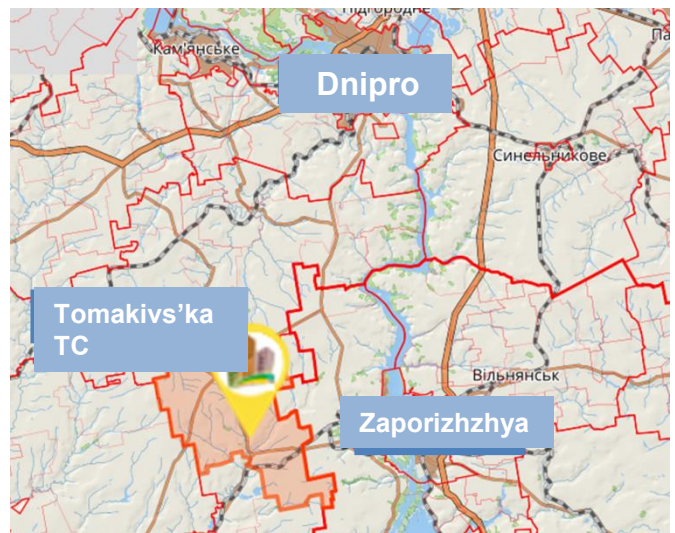 Підгородне
Кам'янське
Dnipro
Синельникове
Tomakivs’ka
TC
Вільнянськ
Zaporizhzhya